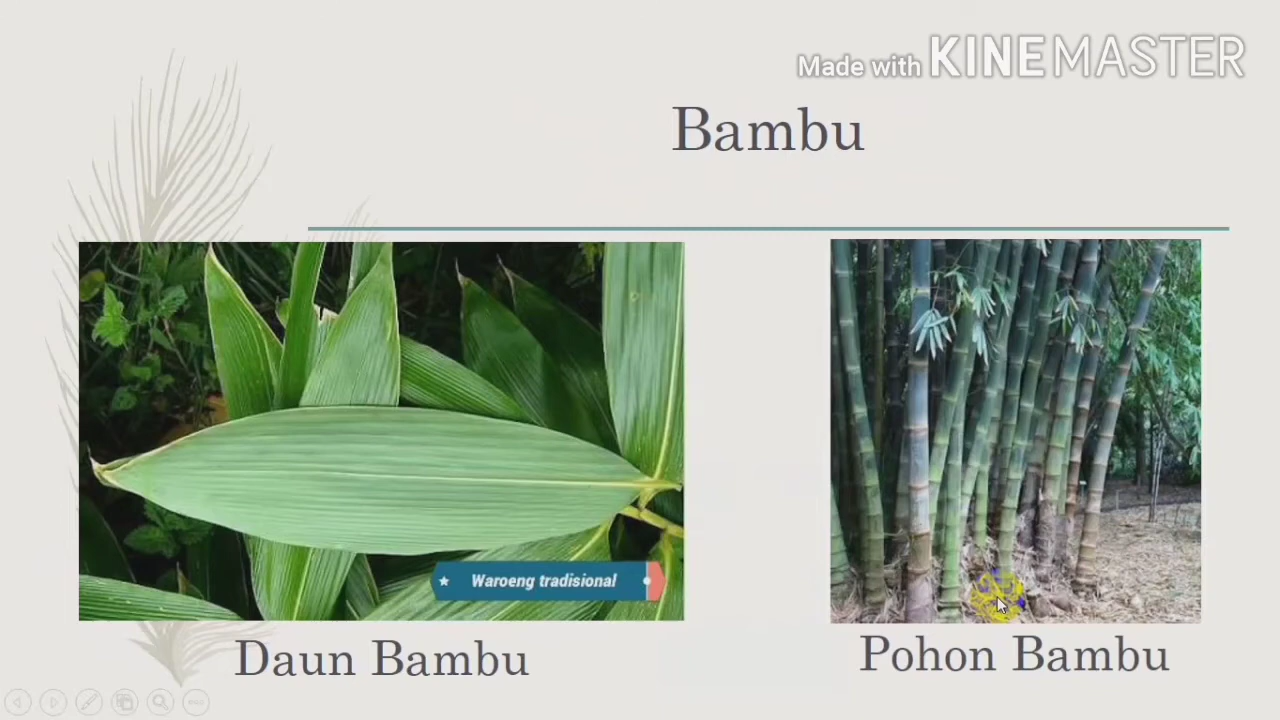 Made with KINEMASTER
Bambu
Waroeng tradisional
Daun Bambu
Pohon Bambu